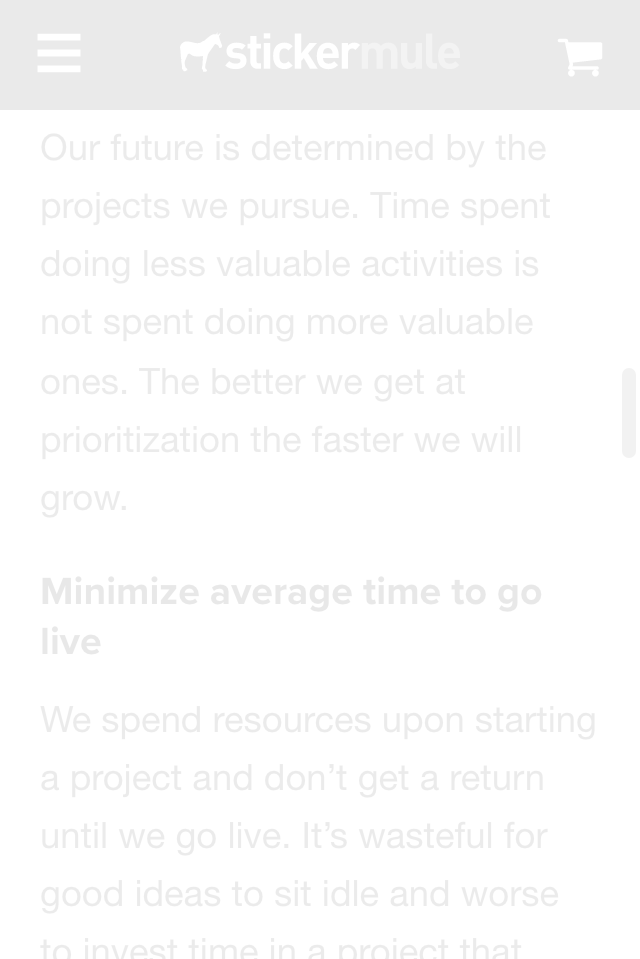 stickermule
Our future is determined by the
projects we pursue. Time spent
doing less valuable activities is
not spent doing more valuable
ones. The better we get at
prioritization the faster we will
grow.
Minimize average time to go
live
We spend resources upon starting
a project and don’t get a return
until we go live. It’s wasteful for
good ideas to sit idle and worse
to invest time in a project that